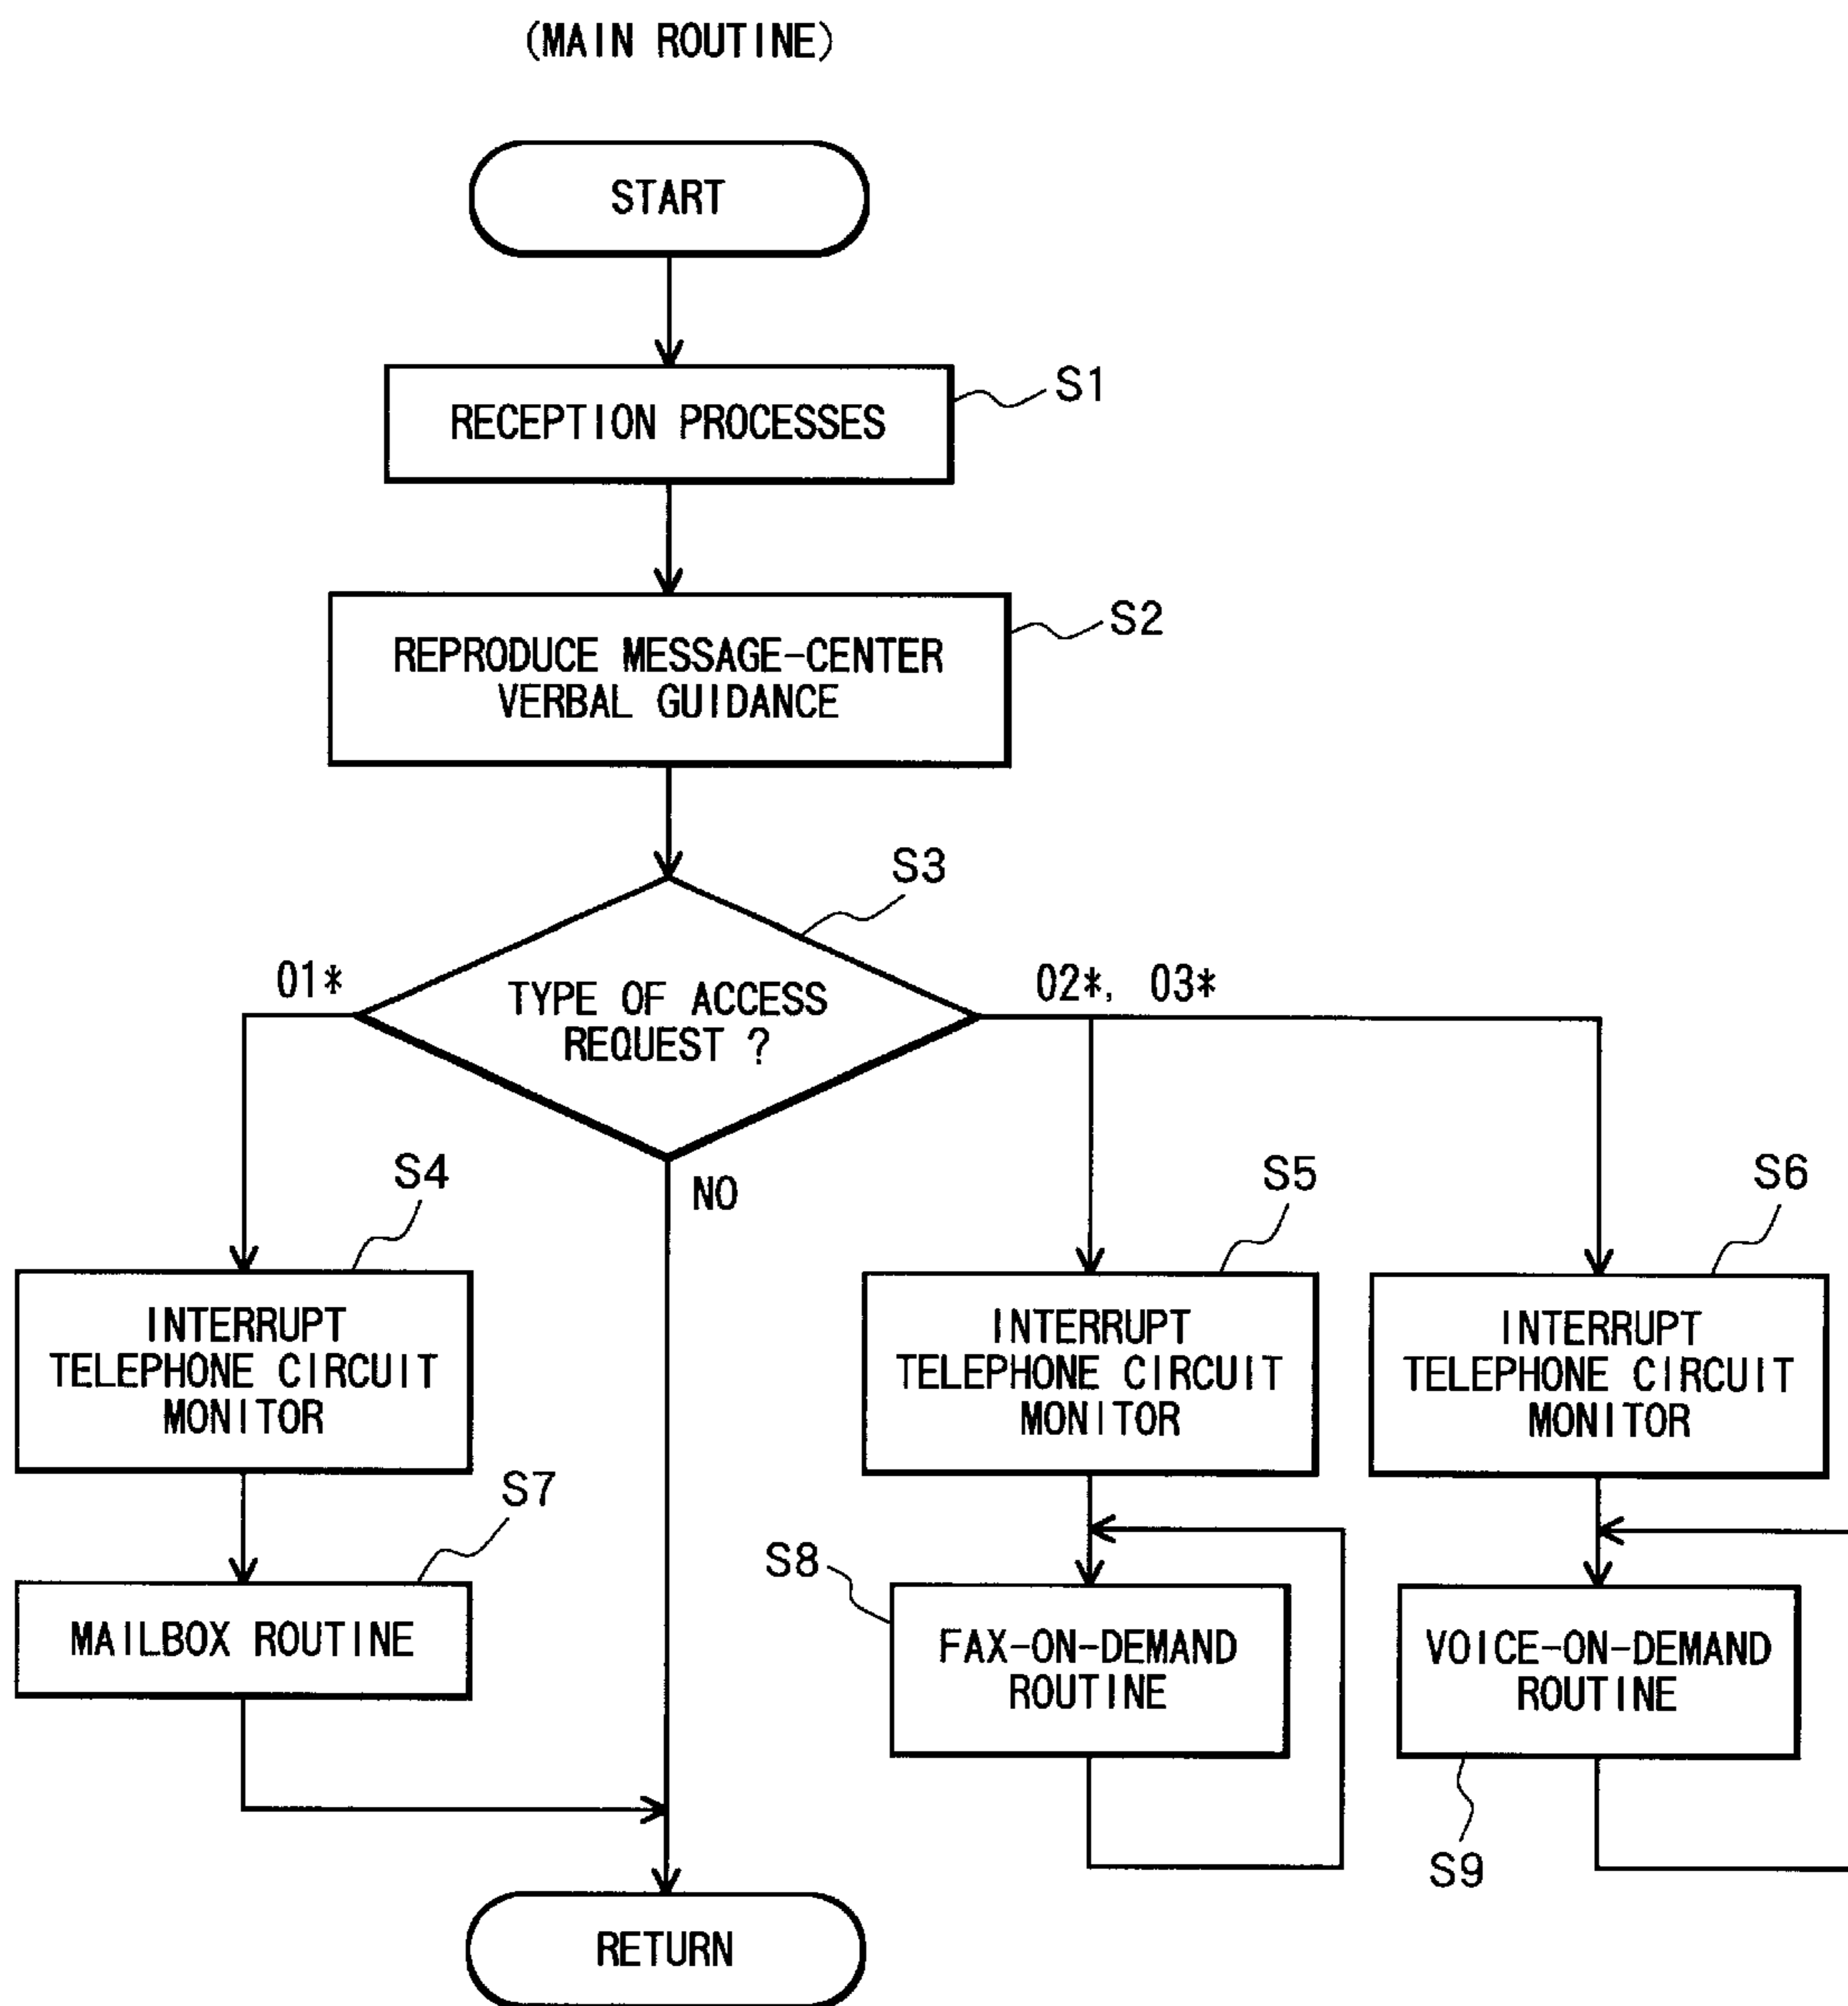 (MAIN ROUTINE)
START
RECEPTION PROCESSES
S1
REPRODUCE MESSAGE-CENTER
VERBAL GUIDANCE
S2
S3
TYPE OF ACCESS
REQUEST ?
01*
02*, 03*
NO
S4
INTERRUPT
TELEPHONE CIRCUIT
MONITOR
S5
INTERRUPT
TELEPHONE CIRCUIT
MONITOR
S6
INTERRUPT
TELEPHONE CIRCUIT
MONITOR
S7
MAILBOX ROUTINE
S8
FAX-ON-DEMAND
ROUTINE
VOICE-ON-DEMAND
ROUTINE
S9
RETURN